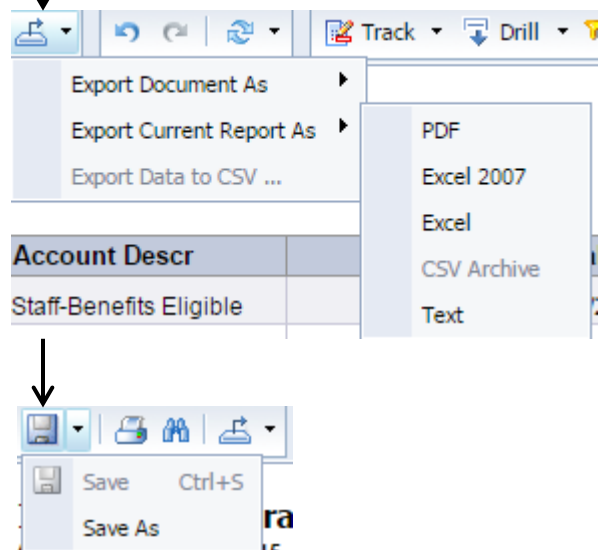 Track Drill
Export Document As
Export Current Report As
Export Data to CSV ...
PDF
Excel 2007
Excel
CSV Archive
Text
Account Descr
Staff-Benefits Eligible
Save Ctrl+S
Save As
ra